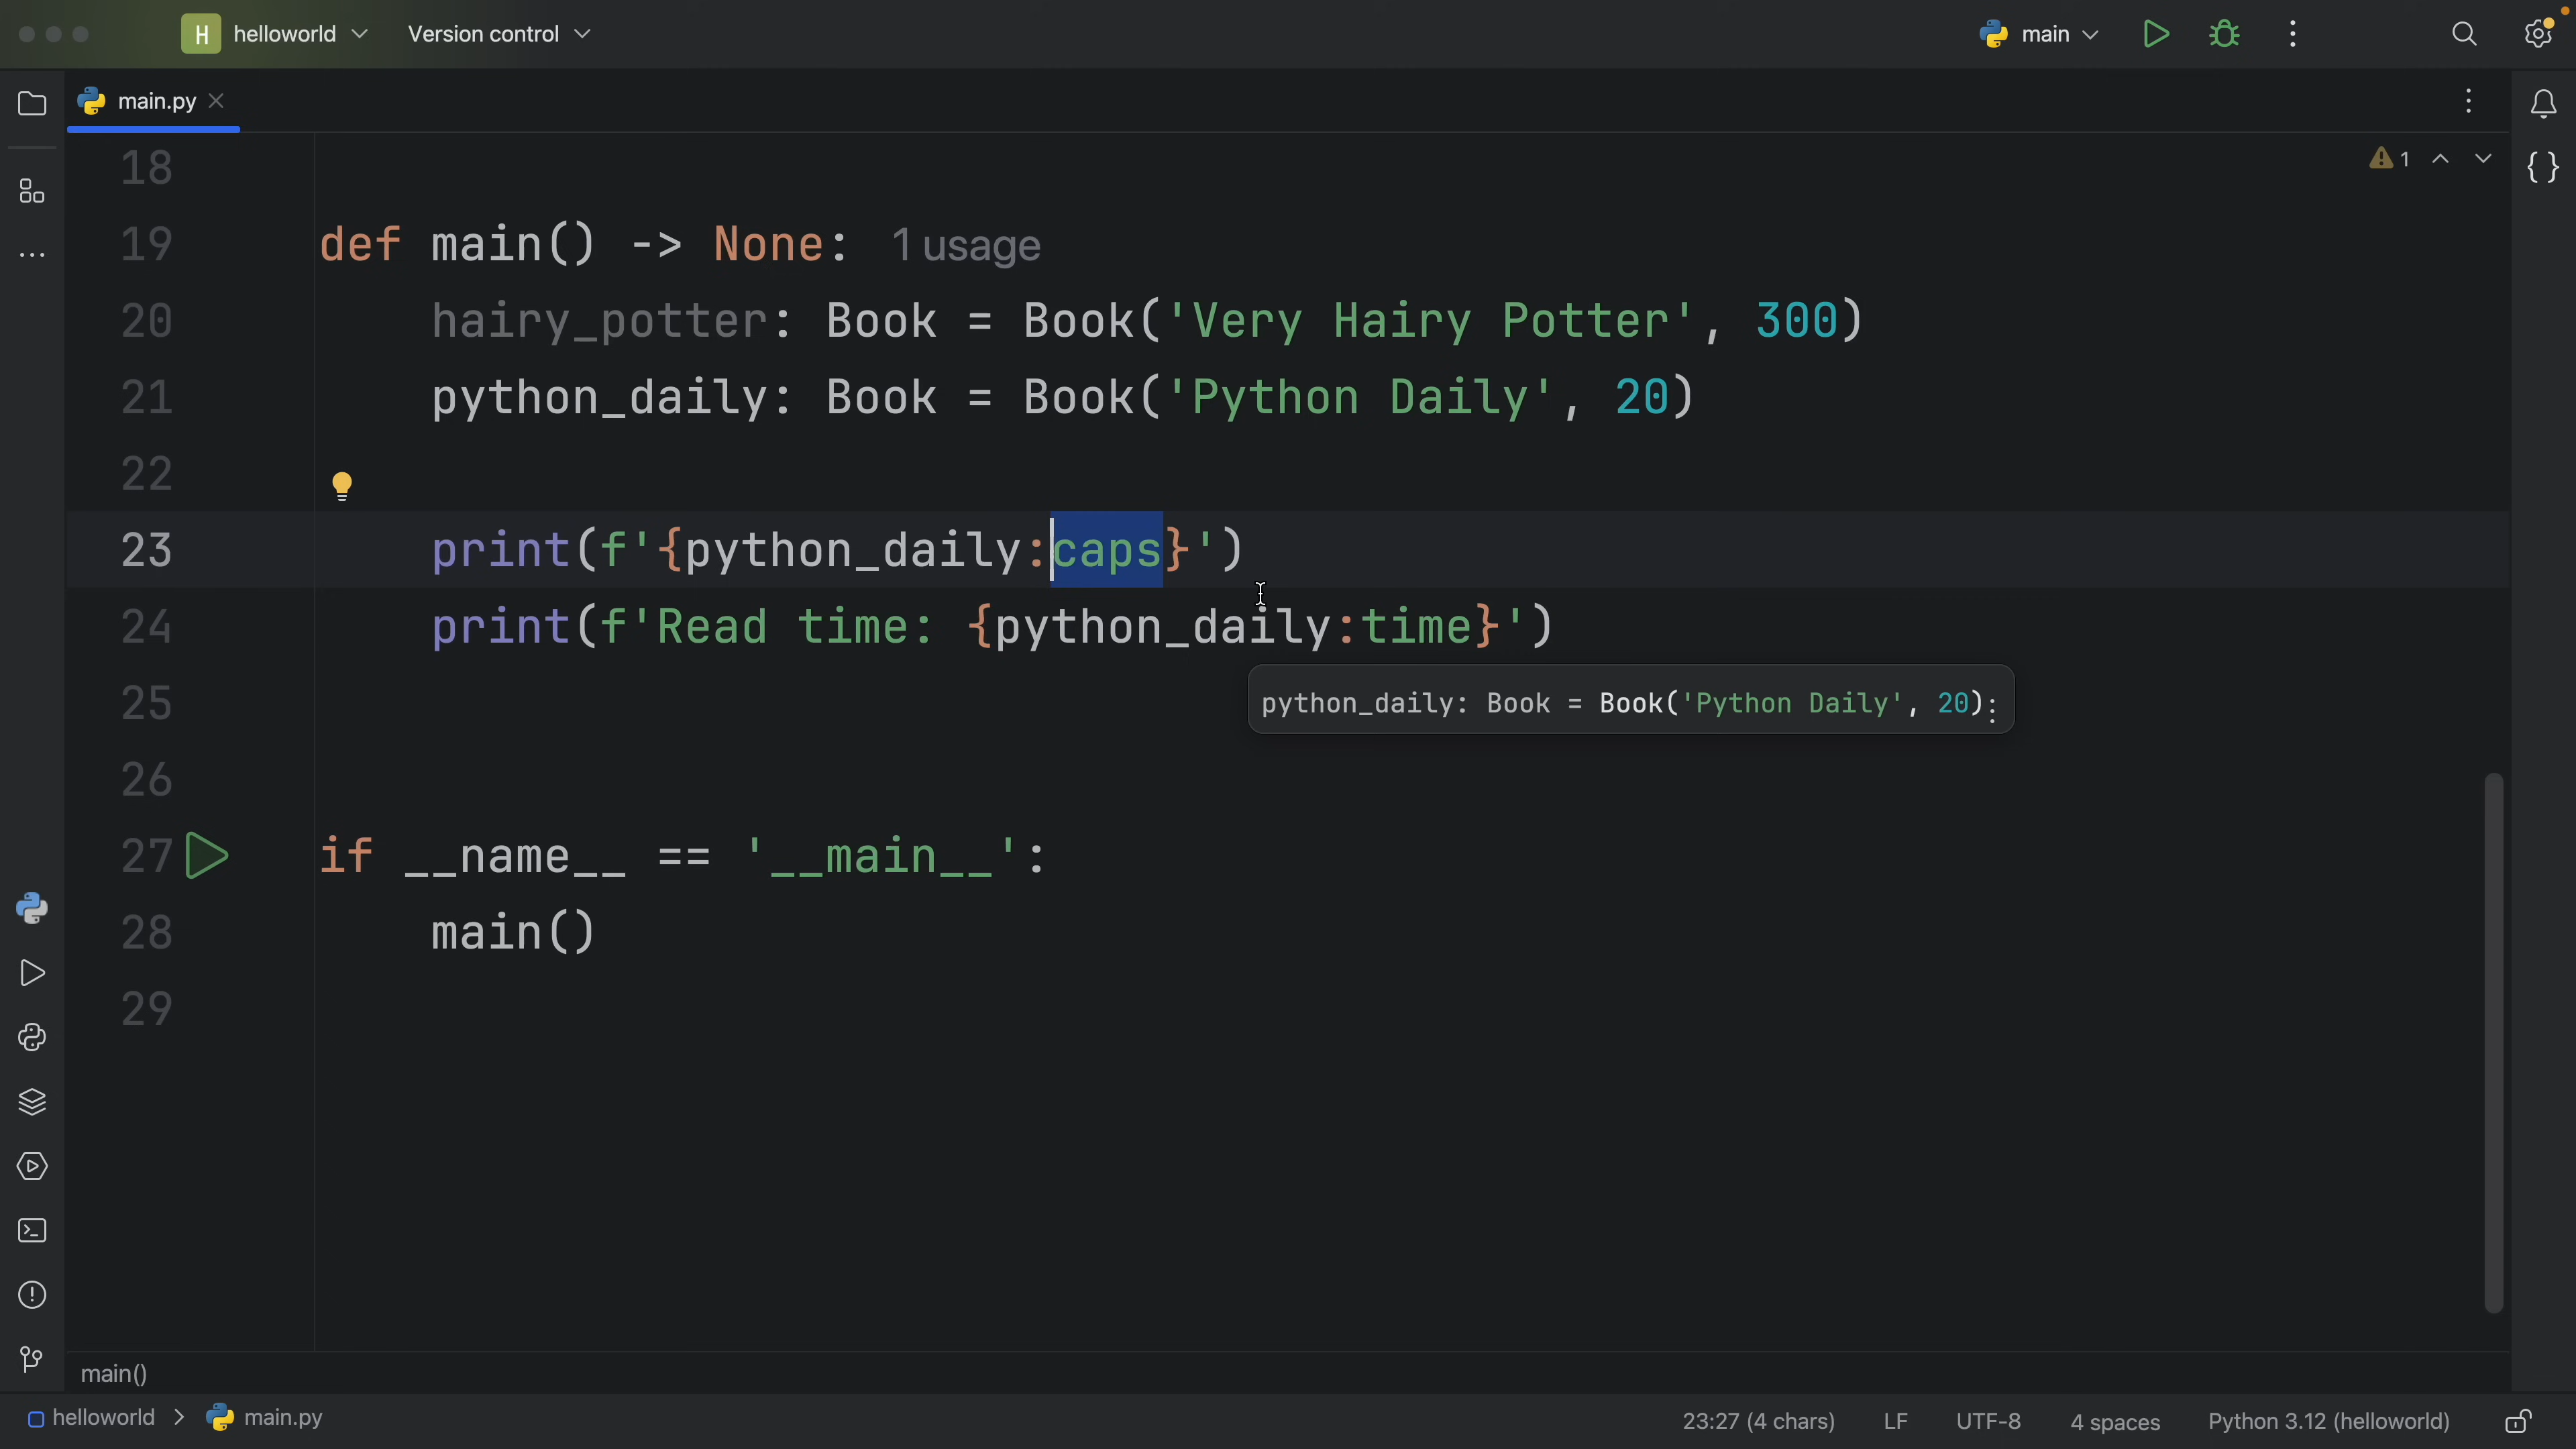 H helloworld Version control main
main.py
1
18
19 def main() -> None: 1 usage
20 hairy_potter: Book = Book('Very Hairy Potter', 300)
21 python_daily: Book = Book('Python Daily', 20)
22
23 print(f'{python_daily:caps}')
24 print(f'Read time: {python_daily:time}')
25
python_daily: Book = Book('Python Daily', 20)
26
27 if __name__ == '__main__':
28 main()
29
main()
helloworld > main.py 23:27 (4 chars) LF UTF-8 4 spaces Python 3.12 (helloworld)